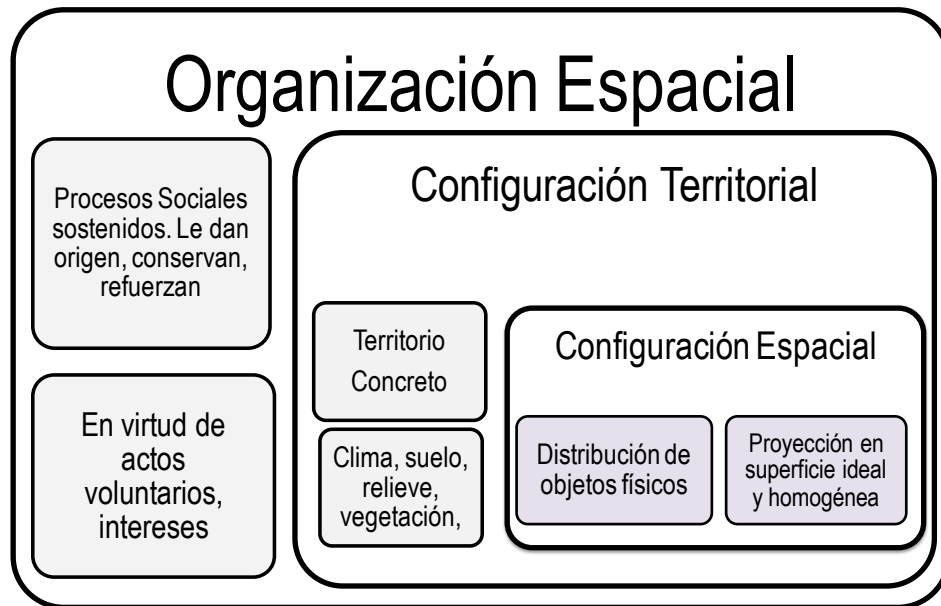 Organización Espacial
Procesos Sociales
sostenidos. Le dan
origen, conservan,
refuerzan
En virtud de
actos
voluntarios,
intereses
Configuración Territorial
Territorio
Concreto
Clima, suelo,
relieve,
vegetación,
Configuración Espacial
Distribución de
objetos físicos
Proyección en
superficie ideal
y homogénea